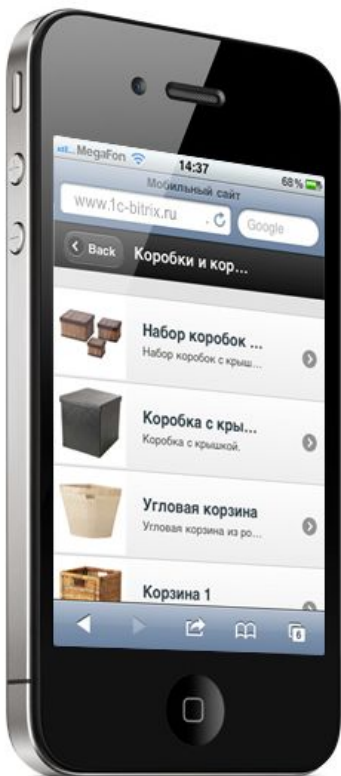 MegaFon 14:37 68%
Мобильный сайт
www.1c-bitrix.ru Google
Back Коробки и кор...
Набор коробок ...
Набор коробок с крыш...
Коробка с кры...
Коробка с крышкой.
Угловая корзина
Угловая корзина из ро...
Корзина 1
6